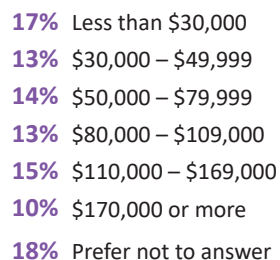 17% Less than $30,000
13% $30,000 – $49,999
14% $50,000 – $79,999
13% $80,000 – $109,000
15% $110,000 – $169,000
10% $170,000 or more
18% Prefer not to answer